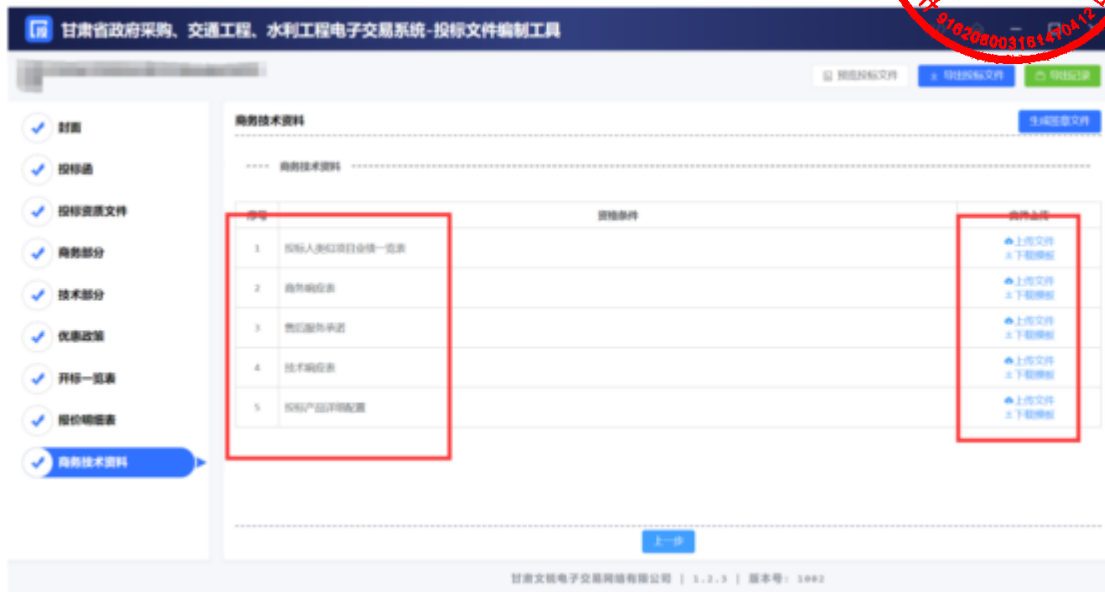 甘肃省政府采购、交通工程、水利工程电子交易系统-投标文件编制工具
916208003181470412
预览投标文件 导出投标文件 导出记录
封面
投标函
投标资质文件
商务部分
技术部分
优惠政策
开标一览表
报价明细表
商务技术资料
商务技术资料 生成签章文件
商务技术资料
序号 资格条件 文件上传
1 投标人类似项目业绩一览表 上传文件 下载模板
2 商务响应表 上传文件 下载模板
3 售后服务承诺 上传文件 下载模板
4 技术响应表 上传文件 下载模板
5 投标产品详细配置 上传文件 下载模板
上一步
甘肃文锐电子交易网络有限公司 | 1.2.3 | 版本号: 1002